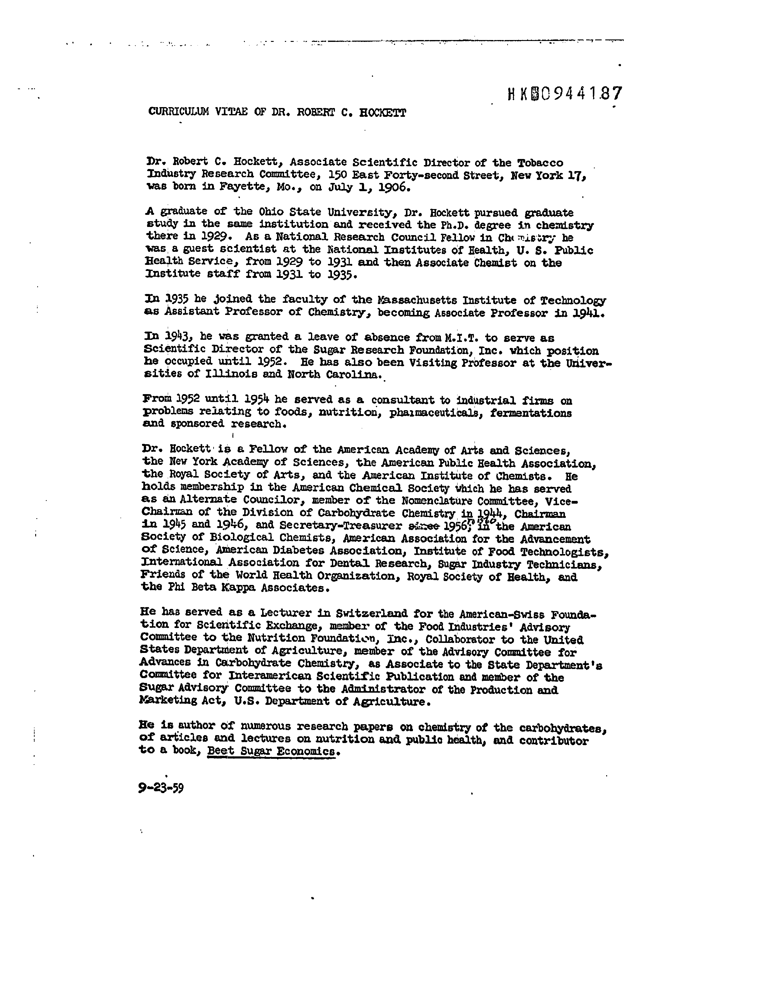 HK0944187
CURRICULUM VITAE OF DR. ROBERT C. HOCKETT
Dr. Robert C. Hockett, Associate Scientific Director of the Tobacco
Industry Research Committee, 150 East Forty-second Street, New York 17,
was born in Fayette, Mo., on July 1, 1906.
A graduate of the Ohio State University, Dr. Hockett pursued graduate
study in the same institution and received the Ph.D. degree in chemistry
there in 1929. As a National Research Council Fellow in Chemistry he
was a guest scientist at the National Institutes of Health, U. S. Public
Health Service, from 1929 to 1931 and then Associate Chemist on the
Institute staff from 1931 to 1935.
In 1935 he joined the faculty of the Massachusetts Institute of Technology
as Assistant Professor of Chemistry, becoming Associate Professor in 1941.
In 1943, he was granted a leave of absence from M.I.T. to serve as
Scientific Director of the Sugar Research Foundation, Inc. which position
he occupied until 1952. He has also been Visiting Professor at the Univer-
sities of Illinois and North Carolina.
From 1952 until 1954 he served as a consultant to industrial firms on
problems relating to foods, nutrition, pharmaceuticals, fermentations
and sponsored research.
Dr. Hockett is a Fellow of the American Academy of Arts and Sciences,
the New York Academy of Sciences, the American Public Health Association,
the Royal Society of Arts, and the American Institute of Chemists. He
holds membership in the American Chemical Society which he has served
as an Alternate Councilor, member of the Nomenclature Committee, Vice-
Chairman of the Division of Carbohydrate Chemistry in 1944, Chairman
in 1945 and 1946, and Secretary-Treasurer since 1956, in the American
Society of Biological Chemists, American Association for the Advancement
of Science, American Diabetes Association, Institute of Food Technologists,
International Association for Dental Research, Sugar Industry Technicians,
Friends of the World Health Organization, Royal Society of Health, and
the Phi Beta Kappa Associates.
He has served as a Lecturer in Switzerland for the American-Swiss Founda-
tion for Scientific Exchange, member of the Food Industries' Advisory
Committee to the Nutrition Foundation, Inc., Collaborator to the United
States Department of Agriculture, member of the Advisory Committee for
Advances in Carbohydrate Chemistry, as Associate to the State Department's
Committee for Interamerican Scientific Publication and member of the
Sugar Advisory Committee to the Administrator of the Production and
Marketing Act, U.S. Department of Agriculture.
He is author of numerous research papers on chemistry of the carbohydrates,
of articles and lectures on nutrition and public health, and contributor
to a book, Beet Sugar Economics.
9-23-59